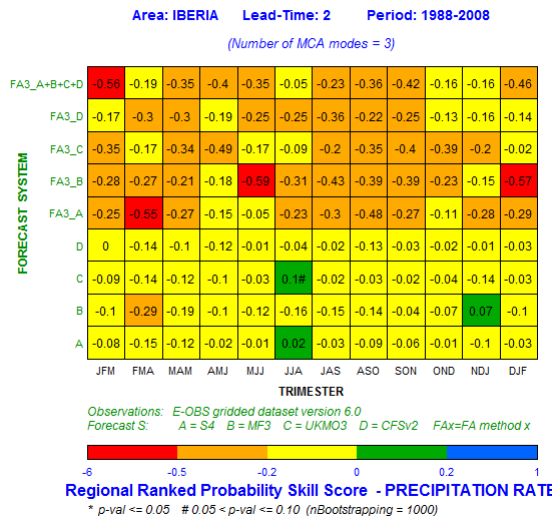 Area: IBERIA Lead-Time: 2 Period: 1988-2008
(Number of MCA modes = 3)
FORECAST SYSTEM
FA3_A+B+C+D -0.56 -0.19 -0.35 -0.4 -0.35 -0.05 -0.23 -0.36 -0.42 -0.16 -0.16 -0.46
FA3_D -0.17 -0.3 -0.3 -0.19 -0.25 -0.25 -0.36 -0.22 -0.25 -0.13 -0.16 -0.14
FA3_C -0.35 -0.17 -0.34 -0.49 -0.17 -0.09 -0.2 -0.35 -0.4 -0.39 -0.2 -0.02
FA3_B -0.28 -0.27 -0.21 -0.18 -0.59 -0.31 -0.43 -0.39 -0.39 -0.23 -0.15 -0.57
FA3_A -0.25 -0.55 -0.27 -0.15 -0.05 -0.23 -0.3 -0.48 -0.27 -0.11 -0.28 -0.29
D 0 -0.14 -0.1 -0.12 -0.01 -0.04 -0.02 -0.13 -0.03 -0.02 -0.01 -0.03
C -0.09 -0.14 -0.12 -0.1 -0.03 0.1# -0.02 -0.03 -0.02 -0.04 -0.14 -0.03
B -0.1 -0.29 -0.19 -0.1 -0.12 -0.16 -0.15 -0.14 -0.04 -0.07 0.07 -0.1
A -0.08 -0.15 -0.12 -0.02 -0.01 0.02 -0.03 -0.09 -0.04 -0.01 -0.1 -0.03
JFM FMA MAM AMJ MJJ JJA JAS ASO SON OND NDJ DJF
TRIMESTER
Observations: E-OBS gridded dataset version 6.0
Forecast S: A = S4 B = MF3 C = UKMO3 D = CFSv2 FAx=FA method x
-6 -0.5 -0.2 0 0.2 1
Regional Ranked Probability Skill Score - PRECIPITATION RATE
* p-val <= 0.05 # 0.05 < p-val <= 0.10 (nBootstrapping = 1000)